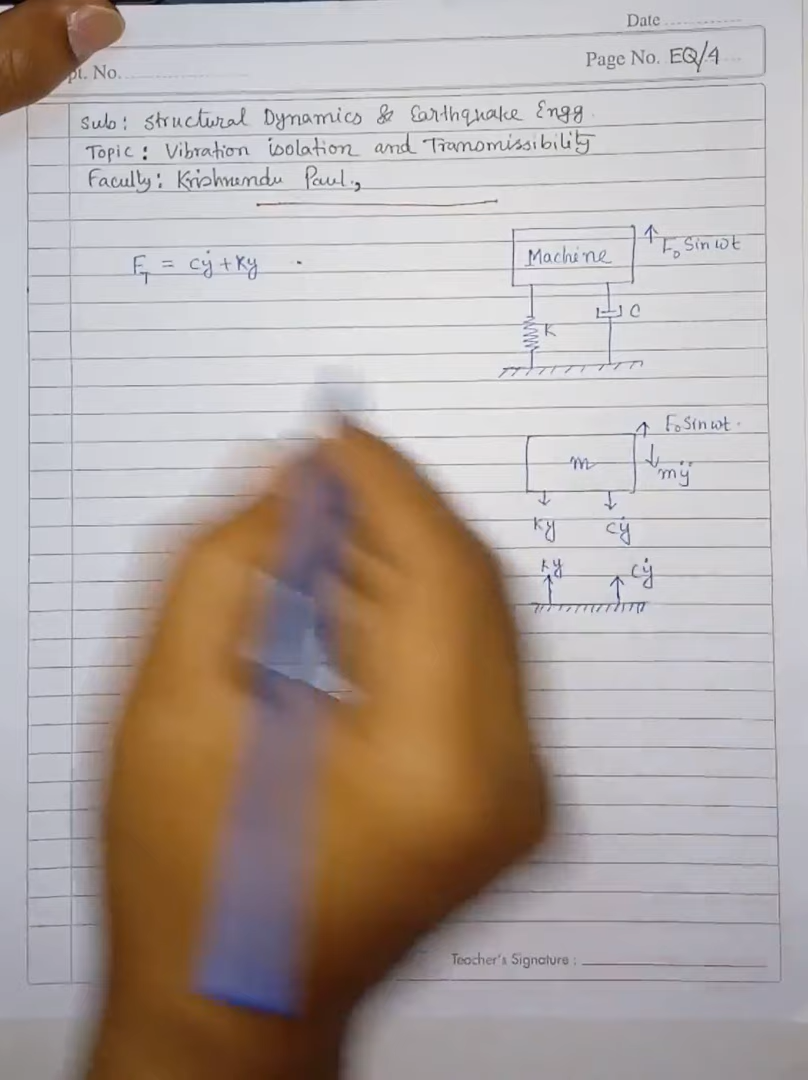 Date
pt. No.
Page No. EQ/4
Sub: Structural Dynamics & Earthquake Engg.
Topic: Vibration isolation and Transmissibility
Faculty: Krishnendu Paul.,
F_T = cẏ + Ky
Machine
F₀ Sin ωt
K
C
F₀ Sin ωt.
m
mÿ
Ky
cẏ
Ky
cẏ
Teacher's Signature :